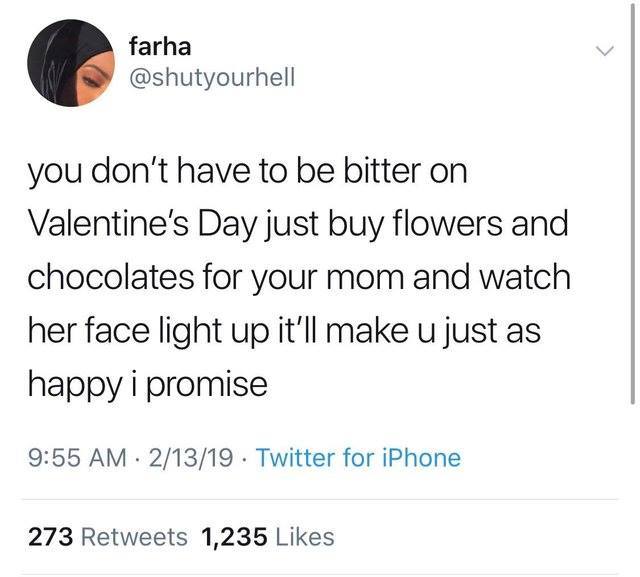 farha
@shutyourhell
you don’t have to be bitter on
Valentine’s Day just buy flowers and
chocolates for your mom and watch
her face light up it’ll make u just as
happy i promise
9:55 AM · 2/13/19 · Twitter for iPhone
273 Retweets 1,235 Likes